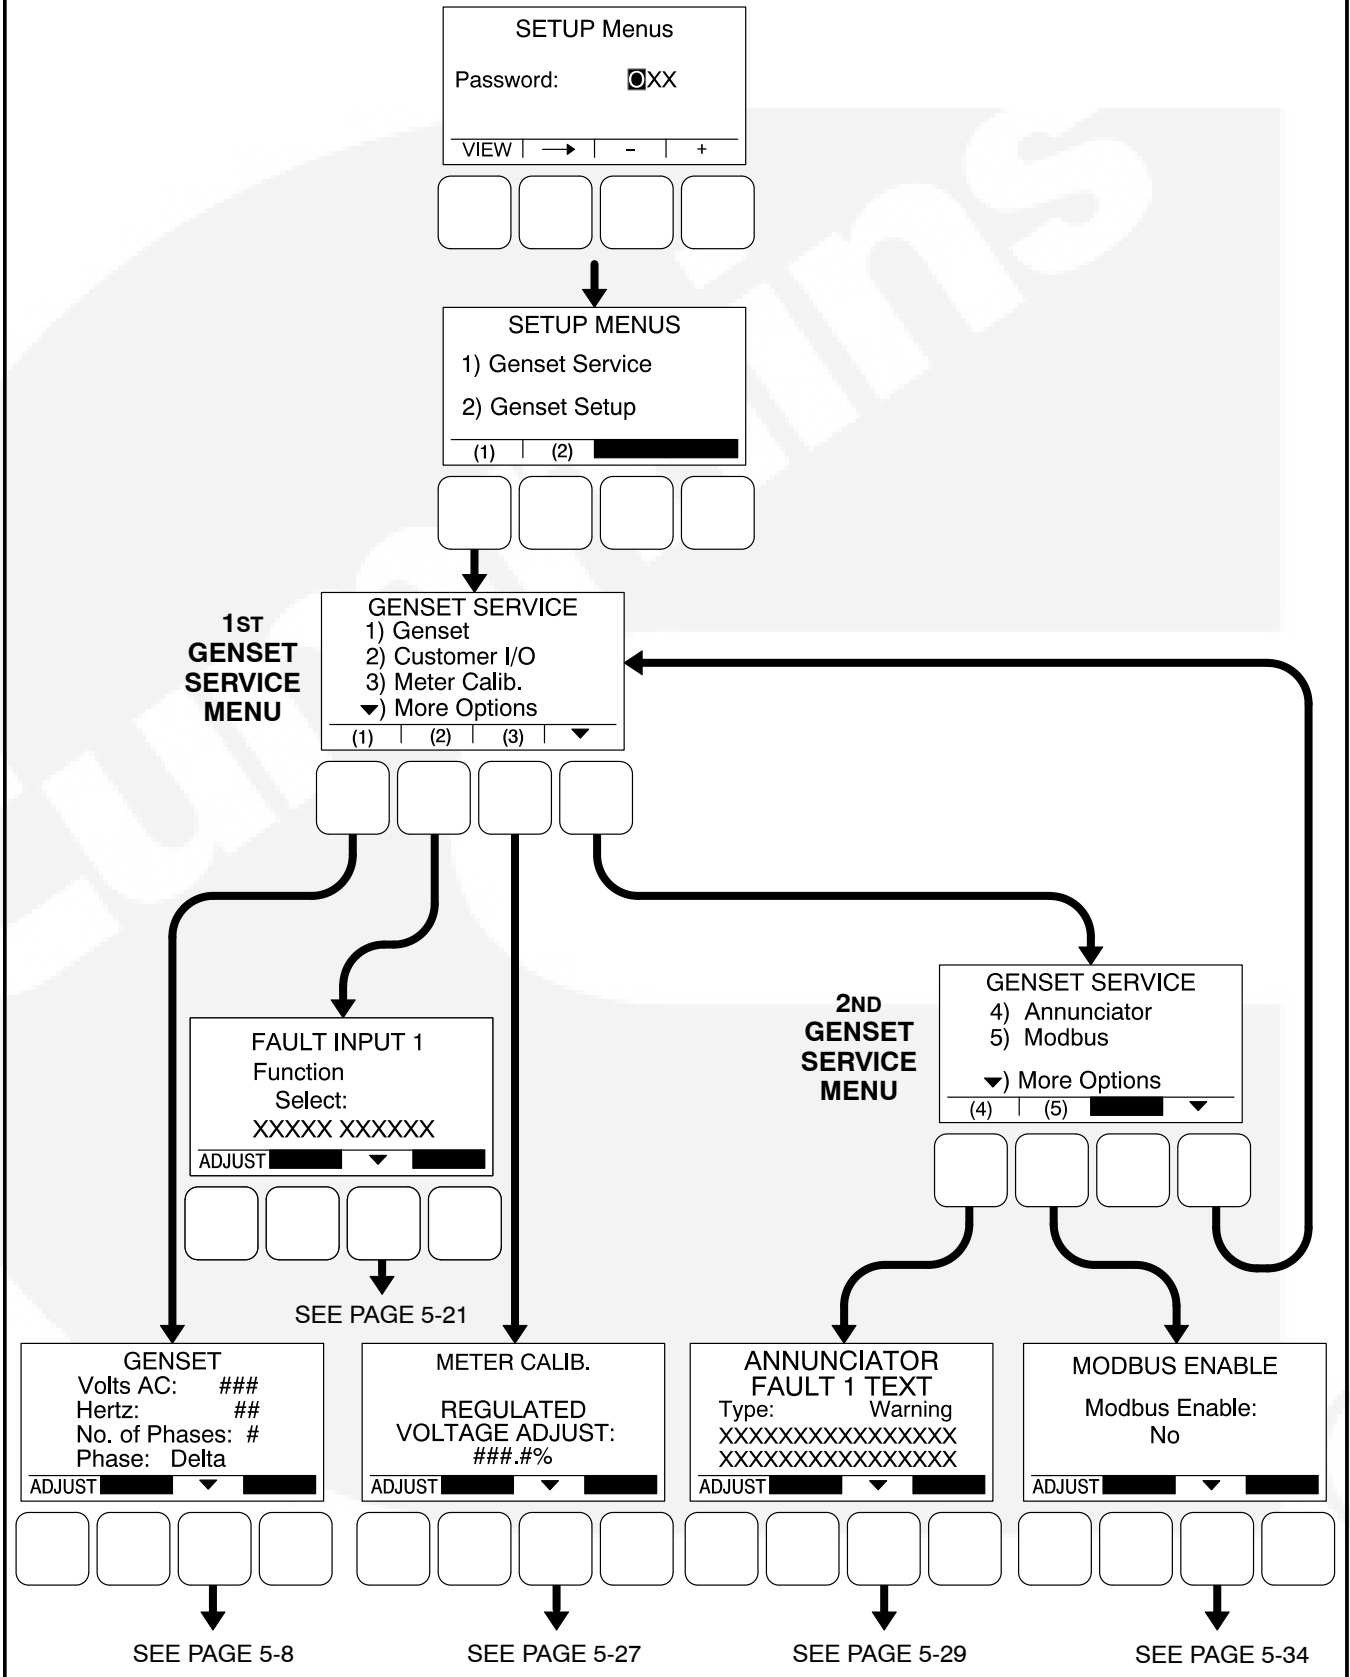 SETUP Menus
Password: 0XX
VIEW → - +
SETUP MENUS
1) Genset Service
2) Genset Setup
(1) (2)
1ST
GENSET
SERVICE
MENU
GENSET SERVICE
1) Genset
2) Customer I/O
3) Meter Calib.
▼) More Options
(1) (2) (3) ▼
2ND
GENSET
SERVICE
MENU
GENSET SERVICE
4) Annunciator
5) Modbus
▼) More Options
(4) (5) ▼
FAULT INPUT 1
Function
Select:
XXXXX XXXXXX
ADJUST ▼
SEE PAGE 5-21
GENSET
Volts AC: ###
Hertz: ##
No. of Phases: #
Phase: Delta
ADJUST ▼
SEE PAGE 5-8
METER CALIB.
REGULATED
VOLTAGE ADJUST:
###.#%
ADJUST ▼
SEE PAGE 5-27
ANNUNCIATOR
FAULT 1 TEXT
Type: Warning
XXXXXXXXXXXXXXXX
XXXXXXXXXXXXXXXX
ADJUST ▼
SEE PAGE 5-29
MODBUS ENABLE
Modbus Enable:
No
ADJUST ▼
SEE PAGE 5-34
Cummins